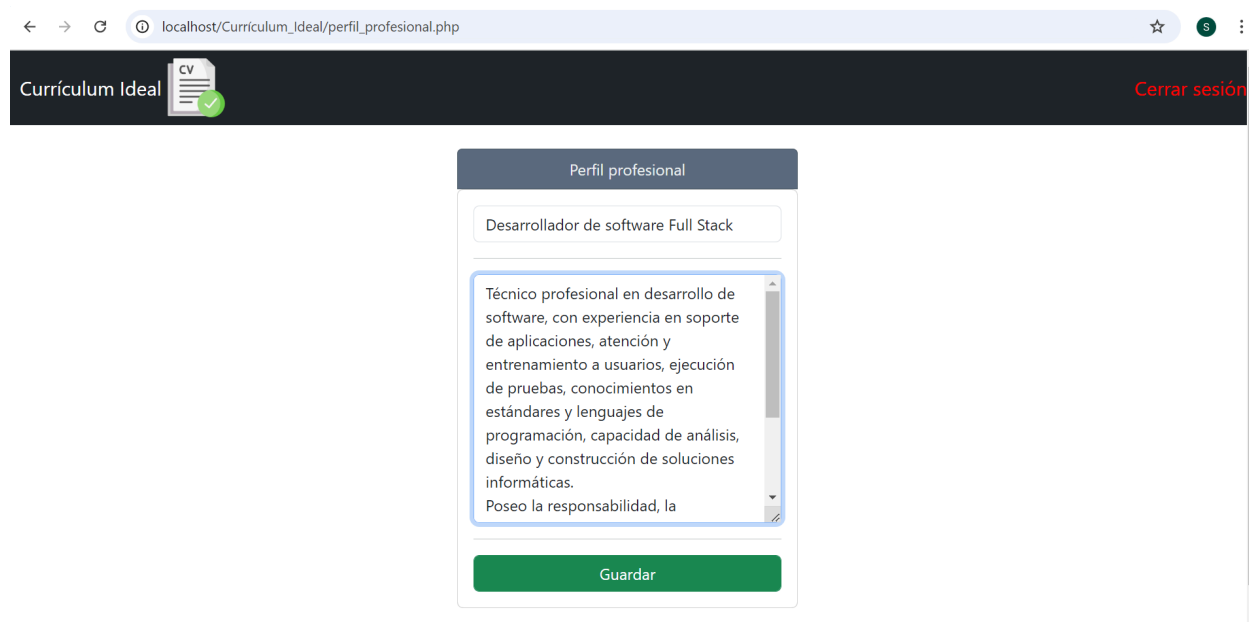 localhost/Currículum_Ideal/perfil_profesional.php
S
Currículum Ideal
CV
Cerrar sesión
Perfil profesional
Desarrollador de software Full Stack
Técnico profesional en desarrollo de
software, con experiencia en soporte
de aplicaciones, atención y
entrenamiento a usuarios, ejecución
de pruebas, conocimientos en
estándares y lenguajes de
programación, capacidad de análisis,
diseño y construcción de soluciones
informáticas.
Poseo la responsabilidad, la
Guardar